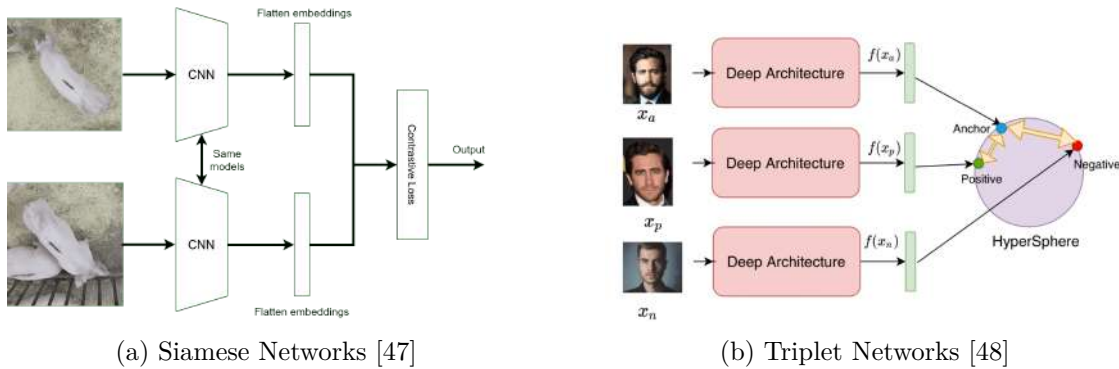 Flatten embeddings
CNN
Same
models
CNN
Flatten embeddings
Contrastive Loss
Output
(a) Siamese Networks [47]
x_a
Deep Architecture
f(x_a)
x_p
Deep Architecture
f(x_p)
x_n
Deep Architecture
f(x_n)
Anchor
Positive
Negative
HyperSphere
(b) Triplet Networks [48]